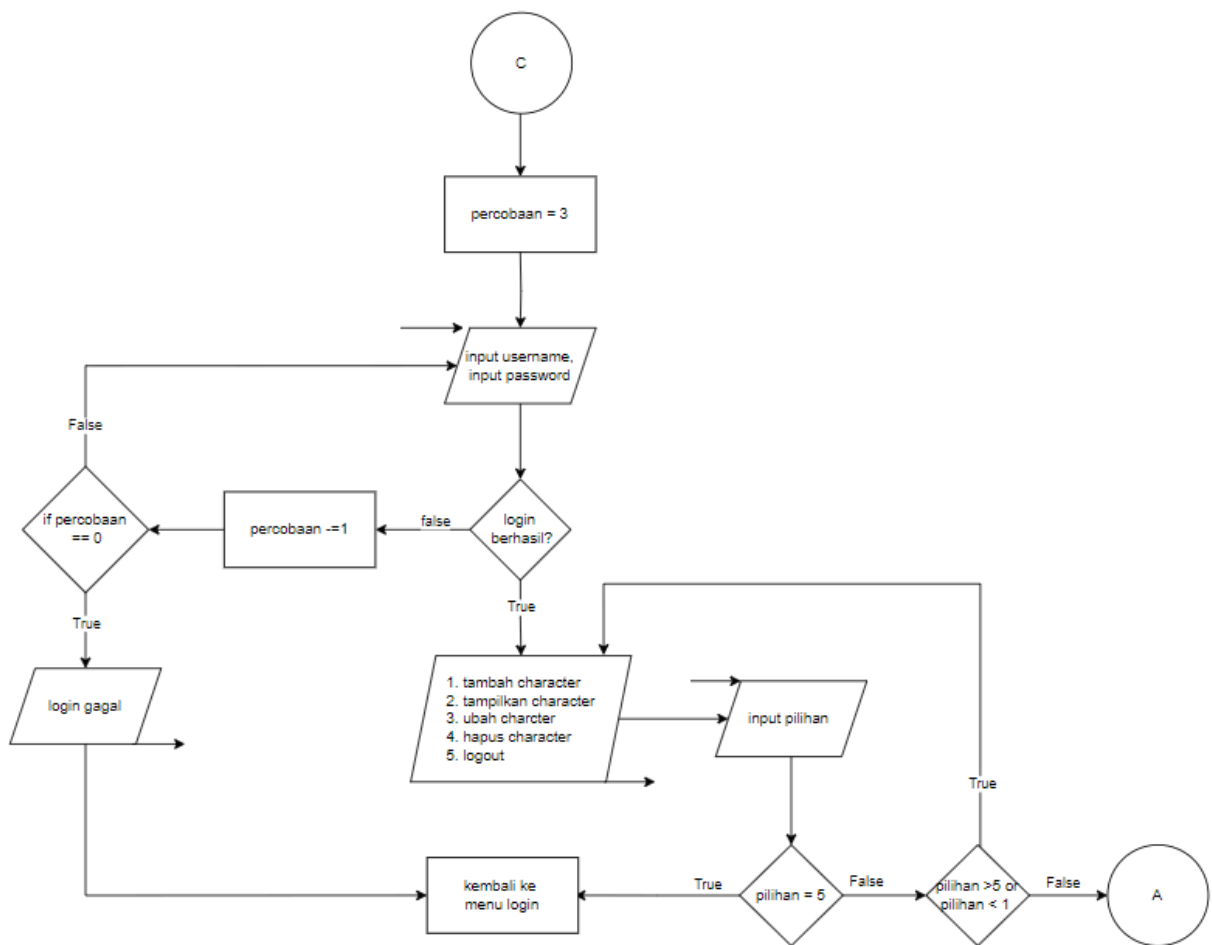 C
percobaan = 3
input username,
input password
False
if percobaan
== 0
percobaan -=1
false
login
berhasil?
True
True
login gagal
1. tambah character
2. tampilkan character
3. ubah charcter
4. hapus character
5. logout
input pilihan
True
kembali ke
menu login
True
pilihan = 5
False
pilihan >5 or
pilihan < 1
False
A